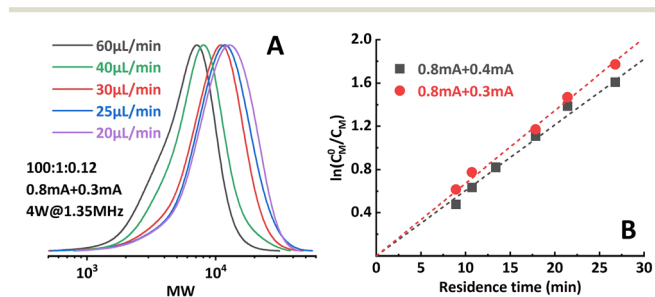 60µL/min
40µL/min
30µL/min
25µL/min
20µL/min
A
100:1:0.12
0.8mA+0.3mA
4W@1.35MHz
10³
10⁴
MW
2.0
1.6
1.2
0.8
0.4
ln(C⁰_M/C_M)
0.8mA+0.4mA
0.8mA+0.3mA
B
0 5 10 15 20 25 30
Residence time (min)